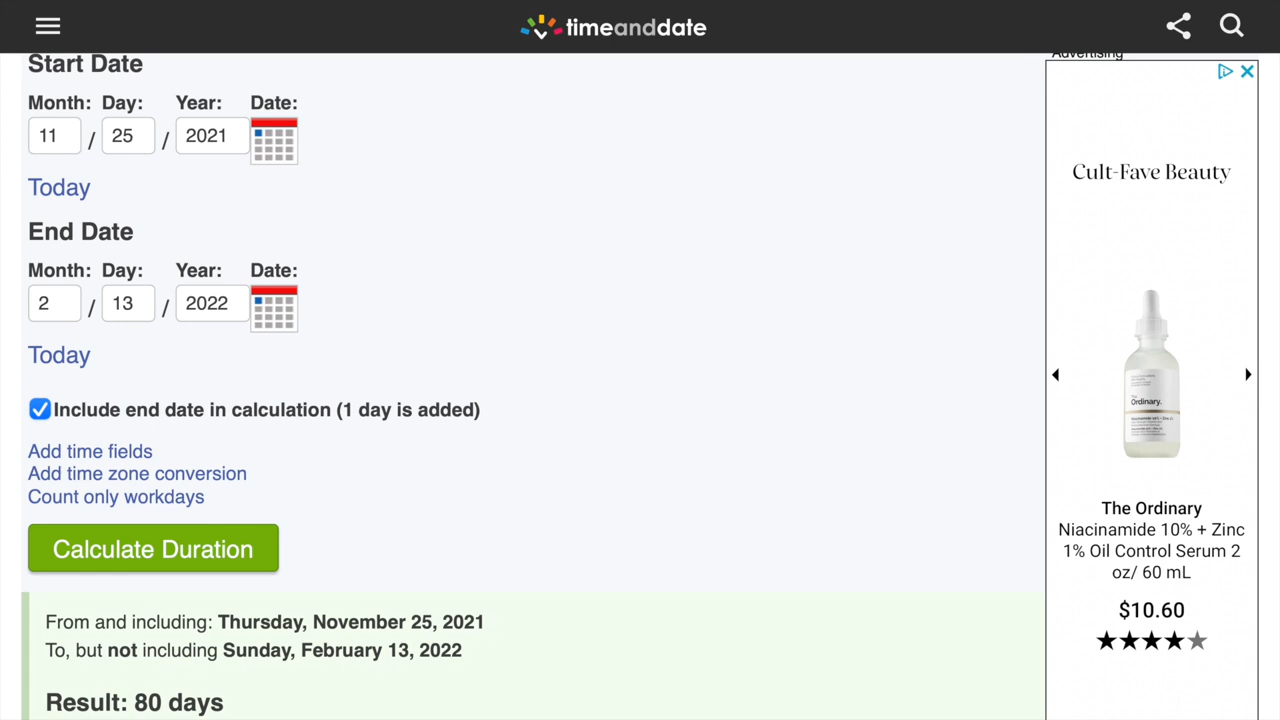 timeanddate
Advertising
Start Date
Month: Day: Year: Date:
11 / 25 / 2021
Today
End Date
Month: Day: Year: Date:
2 / 13 / 2022
Today
Include end date in calculation (1 day is added)
Add time fields
Add time zone conversion
Count only workdays
Calculate Duration
From and including: Thursday, November 25, 2021
To, but not including Sunday, February 13, 2022
Result: 80 days
Cult-Fave Beauty
The
Ordinary.
The Ordinary
Niacinamide 10% + Zinc
1% Oil Control Serum 2
oz/ 60 mL
$10.60